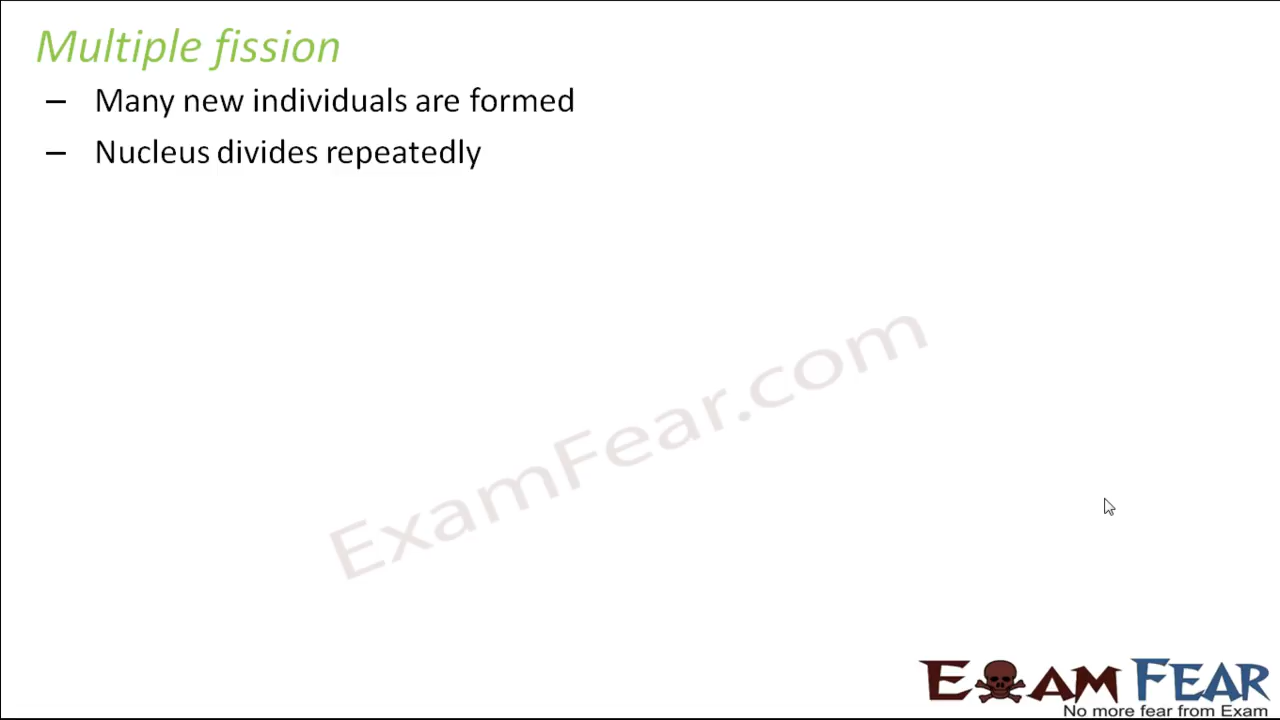 Multiple fission
– Many new individuals are formed
– Nucleus divides repeatedly
ExamFear.com
EXAM FEAR
No more fear from Exam